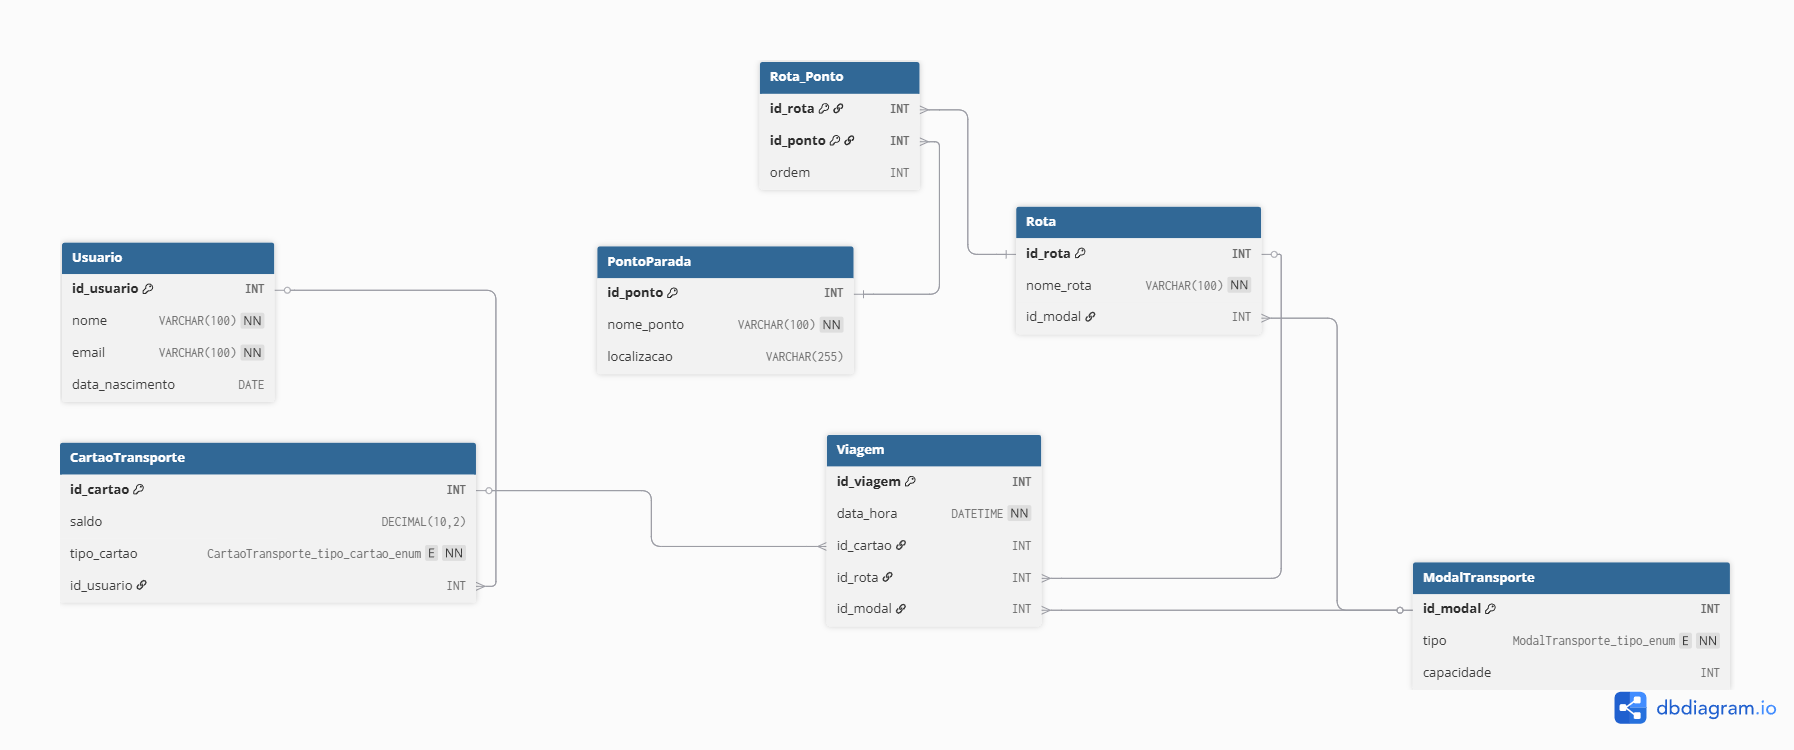 Rota_Ponto
id_rota INT
id_ponto INT
ordem INT
Rota
id_rota INT
nome_rota VARCHAR(100) NN
id_modal INT
Usuario
id_usuario INT
nome VARCHAR(100) NN
email VARCHAR(100) NN
data_nascimento DATE
PontoParada
id_ponto INT
nome_ponto VARCHAR(100) NN
localizacao VARCHAR(255)
CartaoTransporte
id_cartao INT
saldo DECIMAL(10,2)
tipo_cartao CartaoTransporte_tipo_cartao_enum E NN
id_usuario INT
Viagem
id_viagem INT
data_hora DATETIME NN
id_cartao INT
id_rota INT
id_modal INT
ModalTransporte
id_modal INT
tipo ModalTransporte_tipo_enum E NN
capacidade INT
dbdiagram.io